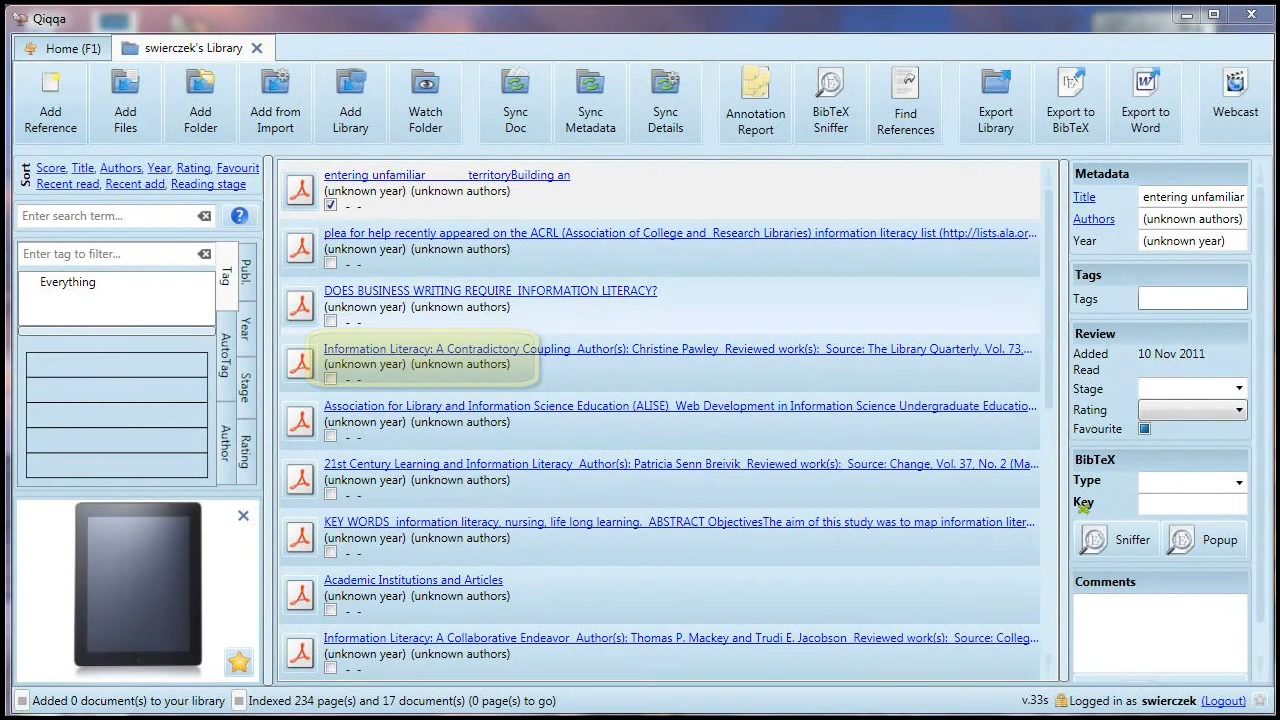 Qiqqa
Home (F1)
swierczek's Library
Add Reference
Add Files
Add Folder
Add from Import
Add Library
Watch Folder
Sync Doc
Sync Metadata
Sync Details
Annotation Report
BibTeX Sniffer
Find References
Export Library
Export to BibTeX
Export to Word
Webcast
Sort
Score, Title, Authors, Year, Rating, Favourit
Recent read, Recent add, Reading stage
Enter search term...
Enter tag to filter...
Everything
Tag
AutoTag
Author
Publ.
Year
Stage
Rating
entering unfamiliar territoryBuilding an
(unknown year) (unknown authors)
- -
plea for help recently appeared on the ACRL (Association of College and Research Libraries) information literacy list (http://lists.ala.or...
- -
DOES BUSINESS WRITING REQUIRE INFORMATION LITERACY?
(unknown year) (unknown authors)
- -
Information Literacy: A Contradictory Coupling Author(s): Christine Pawley Reviewed work(s): Source: The Library Quarterly, Vol. 73,...
(unknown year) (unknown authors)
- -
Association for Library and Information Science Education (ALISE) Web Development in Information Science Undergraduate Educatio...
(unknown year) (unknown authors)
- -
21st Century Learning and Information Literacy Author(s): Patricia Senn Breivik Reviewed work(s): Source: Change, Vol. 37, No. 2 (Ma...
(unknown year) (unknown authors)
- -
KEY WORDS information literacy, nursing, life long learning. ABSTRACT ObjectivesThe aim of this study was to map information liter...
(unknown year) (unknown authors)
- -
Academic Institutions and Articles
(unknown year) (unknown authors)
- -
Information Literacy: A Collaborative Endeavor Author(s): Thomas P. Mackey and Trudi E. Jacobson Reviewed work(s): Source: Colleg...
(unknown year) (unknown authors)
- -
Metadata
Title entering unfamiliar
Authors (unknown authors)
Year (unknown year)
Tags
Tags
Review
Added 10 Nov 2011
Read
Stage
Rating
Favourite
BibTeX
Type
Key
Sniffer
Popup
Comments
Added 0 document(s) to your library
Indexed 234 page(s) and 17 document(s) (0 page(s) to go)
v.33s
Logged in as swierczek (Logout)